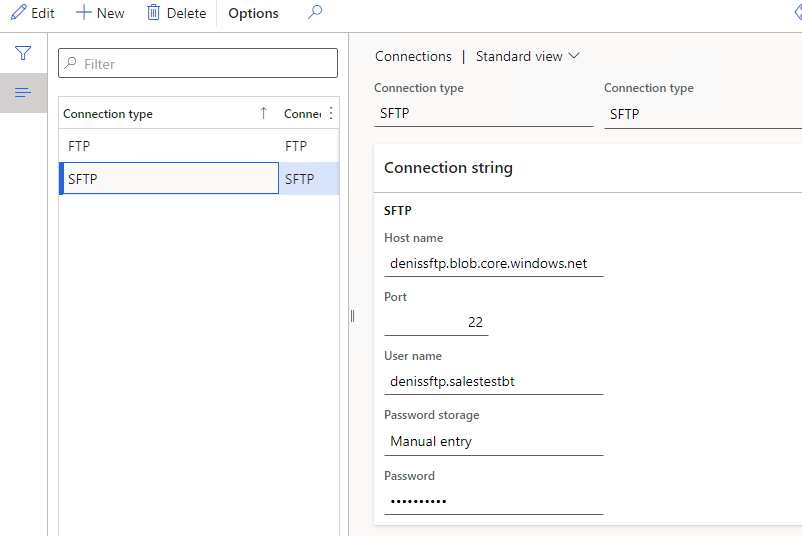 Edit New Delete Options
Filter
Connection type
FTP FTP
SFTP SFTP
Connections | Standard view
Connection type Connection type
SFTP SFTP
Connection string
SFTP
Host name
denissftp.blob.core.windows.net
Port
22
User name
denissftp.salestestbt
Password storage
Manual entry
Password
••••••••••